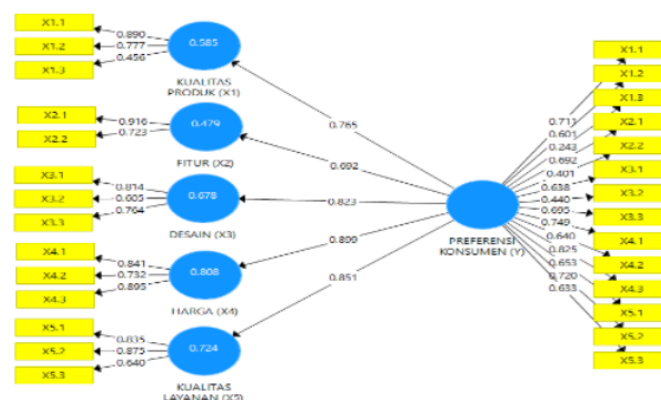 X1.1
X1.2
X1.3
0.890
0.777
0.456
0.585
KUALITAS
PRODUK (X1)
X2.1
X2.2
0.916
0.723
0.479
FITUR (X2)
X3.1
X3.2
X3.3
0.814
0.605
0.764
0.678
DESAIN (X3)
X4.1
X4.2
X4.3
0.841
0.732
0.895
0.808
HARGA (X4)
X5.1
X5.2
X5.3
0.835
0.875
0.640
0.724
KUALITAS
LAYANAN (X5)
0.765
0.692
0.823
0.899
0.851
PREFERENSI
KONSUMEN (Y)
0.711
0.601
0.243
0.692
0.401
0.638
0.440
0.695
0.749
0.640
0.825
0.653
0.720
0.633
X1.1
X1.2
X1.3
X2.1
X2.2
X3.1
X3.2
X3.3
X4.1
X4.2
X4.3
X5.1
X5.2
X5.3